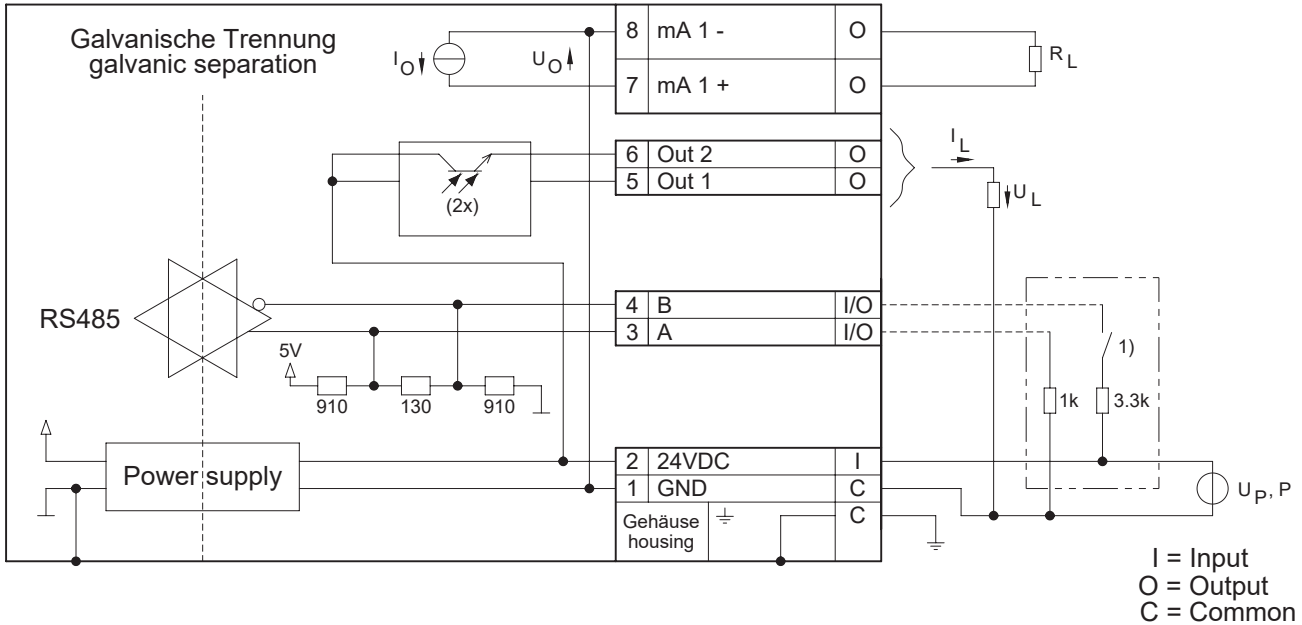 Galvanische Trennung
galvanic separation
I O
U O
8 mA 1 - O
7 mA 1 + O
R L
6 Out 2 O
5 Out 1 O
(2x)
I L
U L
RS485
4 B I/O
3 A I/O
5V
910 130 910
1)
1k 3.3k
Power supply
2 24VDC I
1 GND C
Gehäuse
housing
C
U P, P
I = Input
O = Output
C = Common